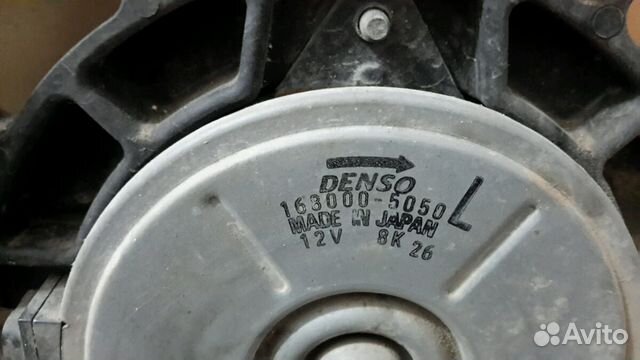 DENSO
163000-5050 L
MADE IN JAPAN
12V 8K 26
Avito